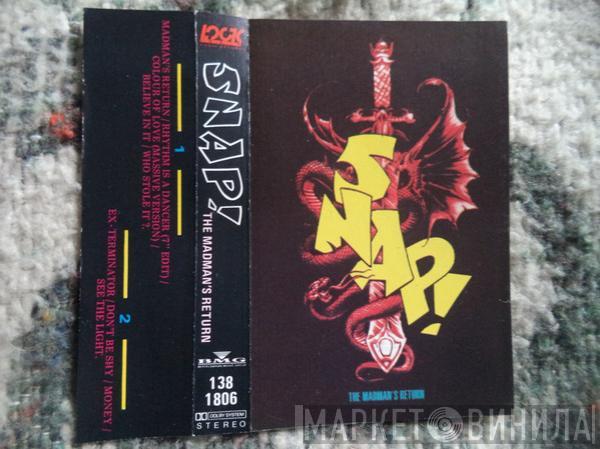 1
MADMAN'S RETURN / RHYTHM IS A DANCER (7" EDIT) /
COLOUR OF LOVE (MASSIVE VERSION) /
BELIEVE IN IT / WHO STOLE IT ?.
2
EX-TERMINATOR / DON'T BE SHY / MONEY /
SEE THE LIGHT.
LOGIC
SNAP!
THE MADMAN'S RETURN
BMG
138
1806
DOLBY SYSTEM
STEREO
SNAP!
THE MADMAN'S RETURN
МАРКЕТ ВИНИЛА